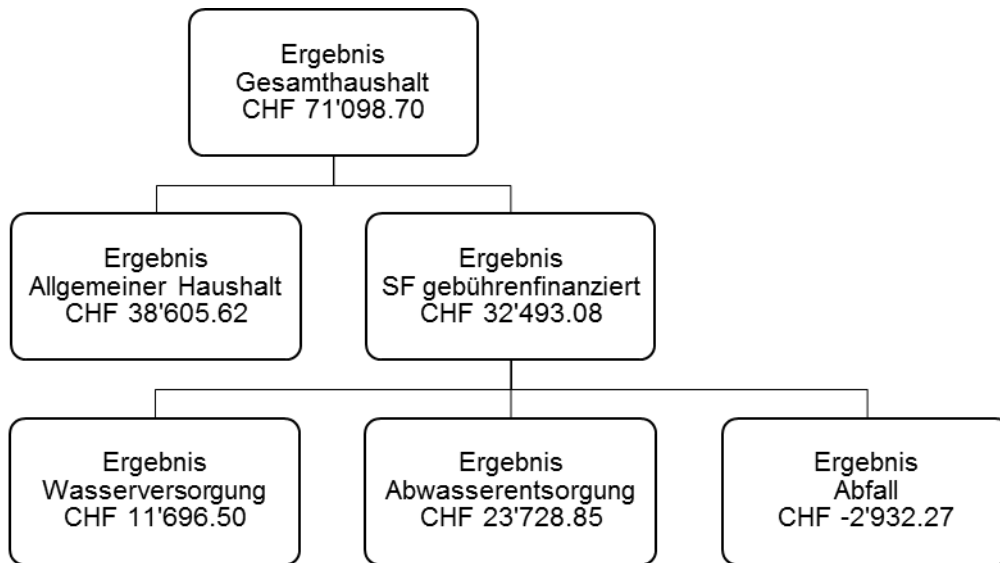 Ergebnis
Gesamthaushalt
CHF 71'098.70
Ergebnis
Allgemeiner Haushalt
CHF 38'605.62
Ergebnis
SF gebührenfinanziert
CHF 32'493.08
Ergebnis
Wasserversorgung
CHF 11'696.50
Ergebnis
Abwasserentsorgung
CHF 23'728.85
Ergebnis
Abfall
CHF -2'932.27